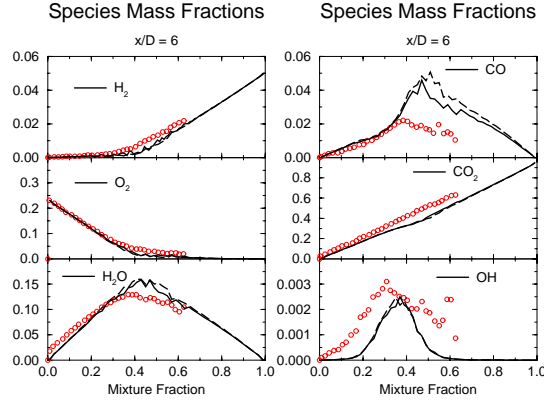 Species Mass Fractions
x/D = 6
0.06
0.04
0.02
0.00
H₂
0.3
0.2
0.1
0.0
O₂
0.15
0.10
0.05
0.00
H₂O
0.0 0.2 0.4 0.6 0.8 1.0
Mixture Fraction
Species Mass Fractions
x/D = 6
0.06
0.04
0.02
0.00
CO
0.8
0.6
0.4
0.2
CO₂
0.003
0.002
0.001
0.000
OH
0.0 0.2 0.4 0.6 0.8 1.0
Mixture Fraction